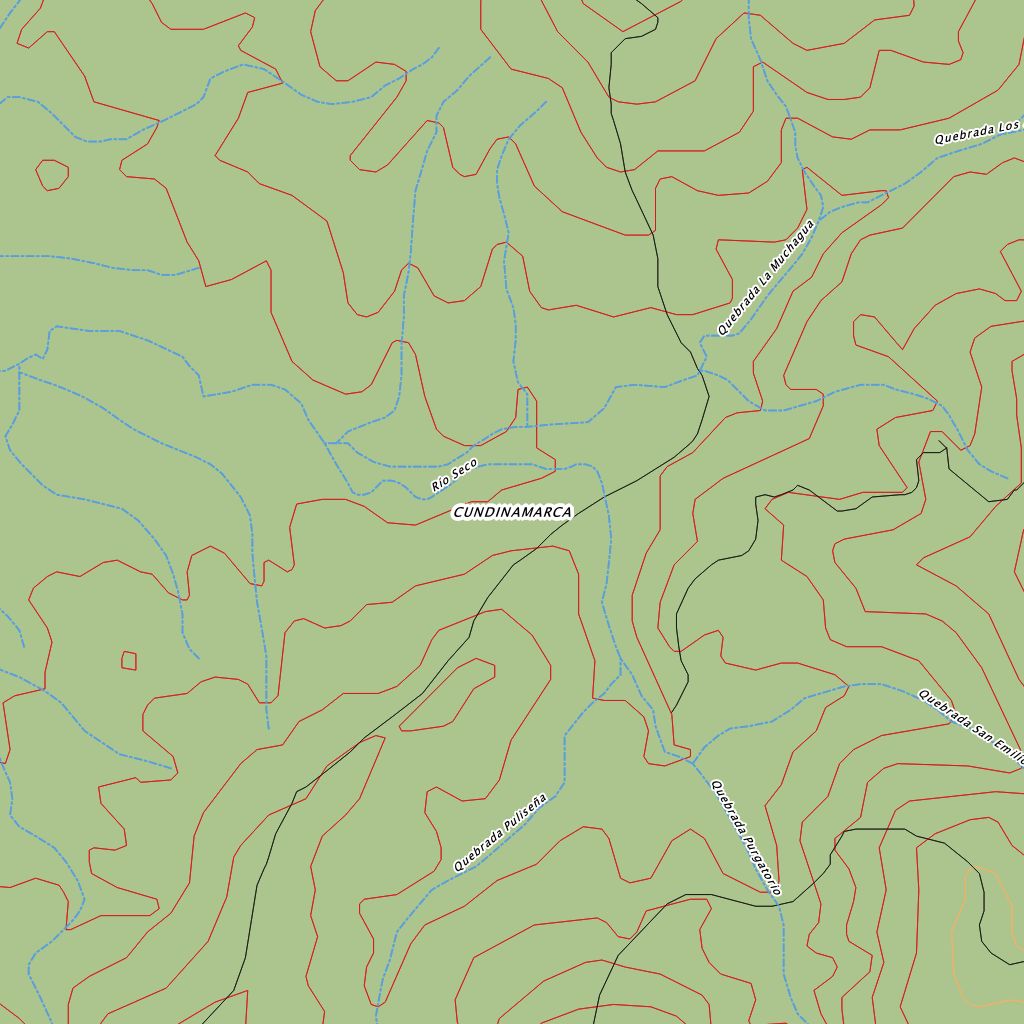 Quebrada Los
Quebrada La Muchagua
Río Seco
CUNDINAMARCA
Quebrada San Emilio
Quebrada Purgatorio
Quebrada Puliseña